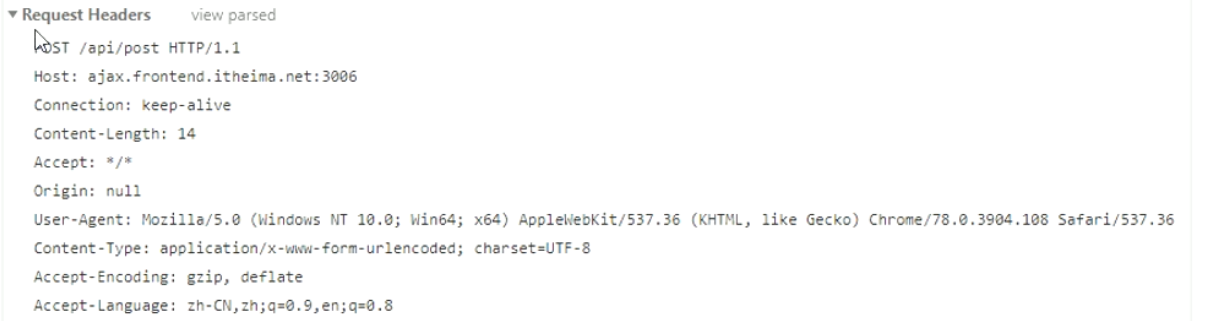 Request Headers view parsed
POST /api/post HTTP/1.1
Host: ajax.frontend.itheima.net:3006
Connection: keep-alive
Content-Length: 14
Accept: */*
Origin: null
User-Agent: Mozilla/5.0 (Windows NT 10.0; Win64; x64) AppleWebKit/537.36 (KHTML, like Gecko) Chrome/78.0.3904.108 Safari/537.36
Content-Type: application/x-www-form-urlencoded; charset=UTF-8
Accept-Encoding: gzip, deflate
Accept-Language: zh-CN,zh;q=0.9,en;q=0.8